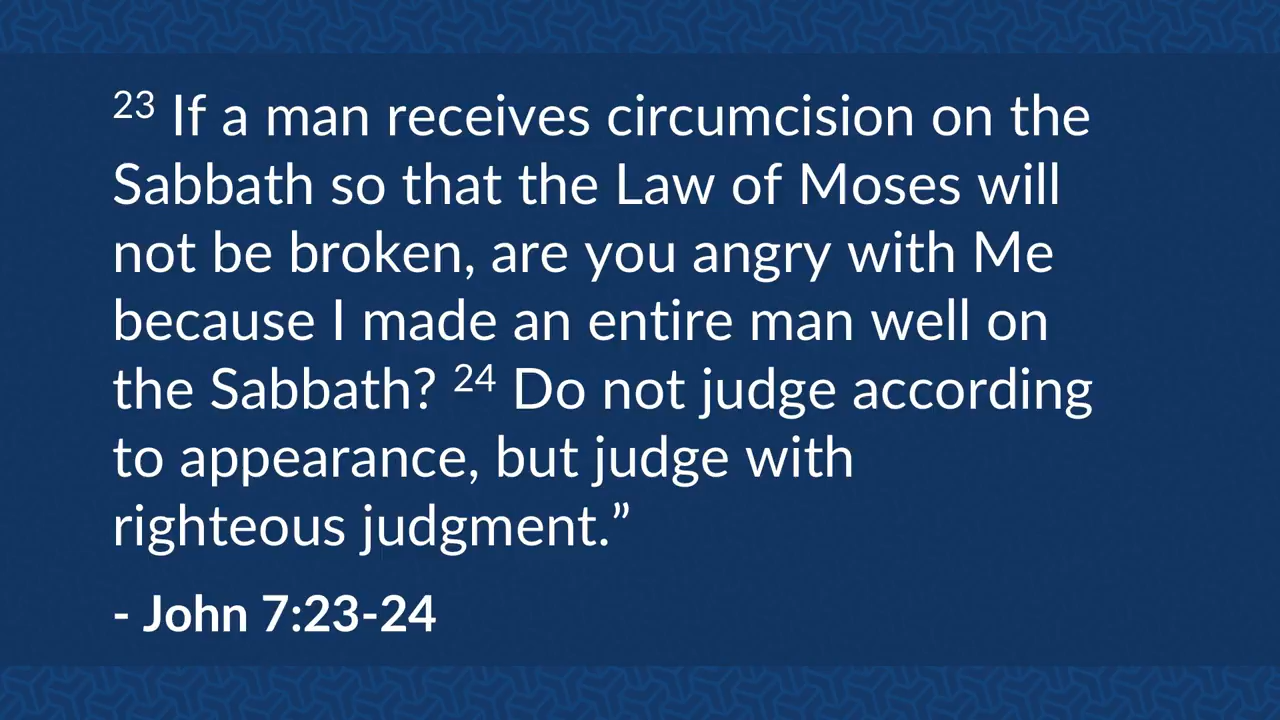 23 If a man receives circumcision on the
Sabbath so that the Law of Moses will
not be broken, are you angry with Me
because I made an entire man well on
the Sabbath? 24 Do not judge according
to appearance, but judge with
righteous judgment.”
- John 7:23-24